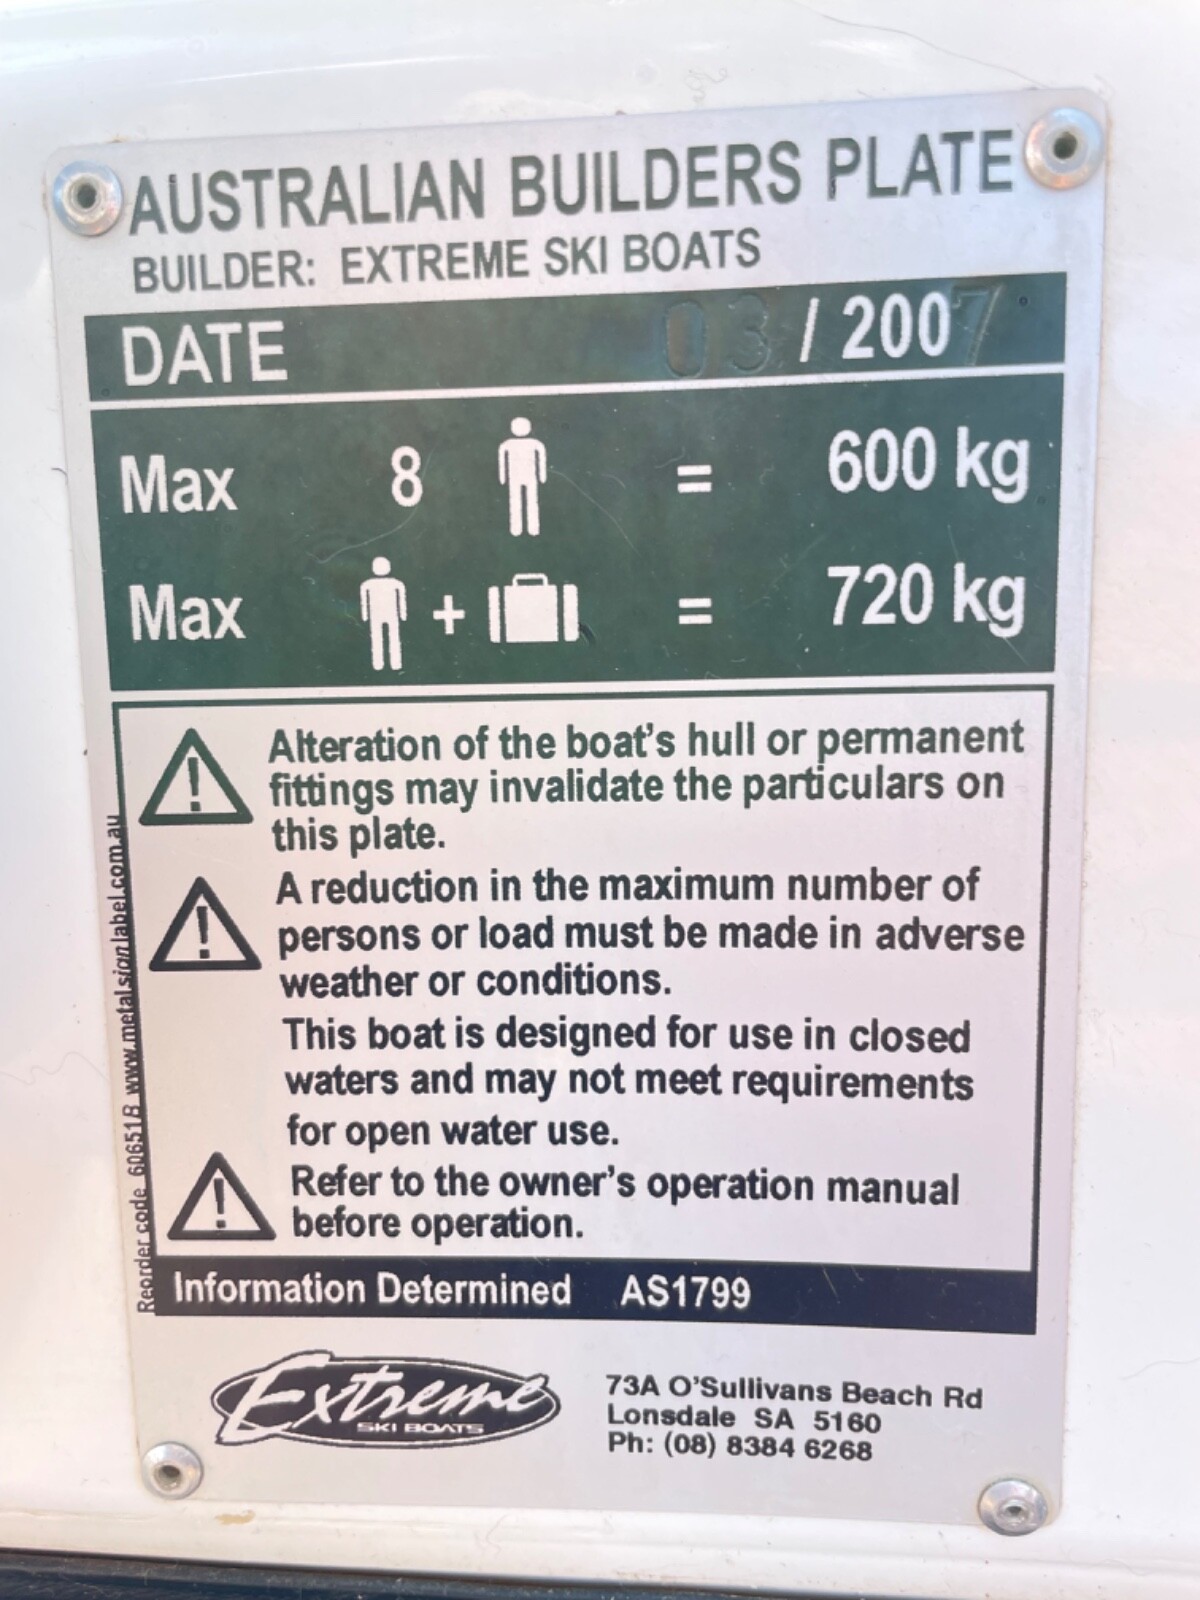 AUSTRALIAN BUILDERS PLATE
BUILDER: EXTREME SKI BOATS
DATE 03 / 2007
Max 8 = 600 kg
Max + = 720 kg
Alteration of the boat's hull or permanent
fittings may invalidate the particulars on
this plate.
A reduction in the maximum number of
persons or load must be made in adverse
weather or conditions.
This boat is designed for use in closed
waters and may not meet requirements
for open water use.
Refer to the owner's operation manual
before operation.
Information Determined AS1799
Reorder code 60651B www.metalsignlabel.com.au
Extreme
SKI BOATS
73A O'Sullivans Beach Rd
Lonsdale SA 5160
Ph: (08) 8384 6268